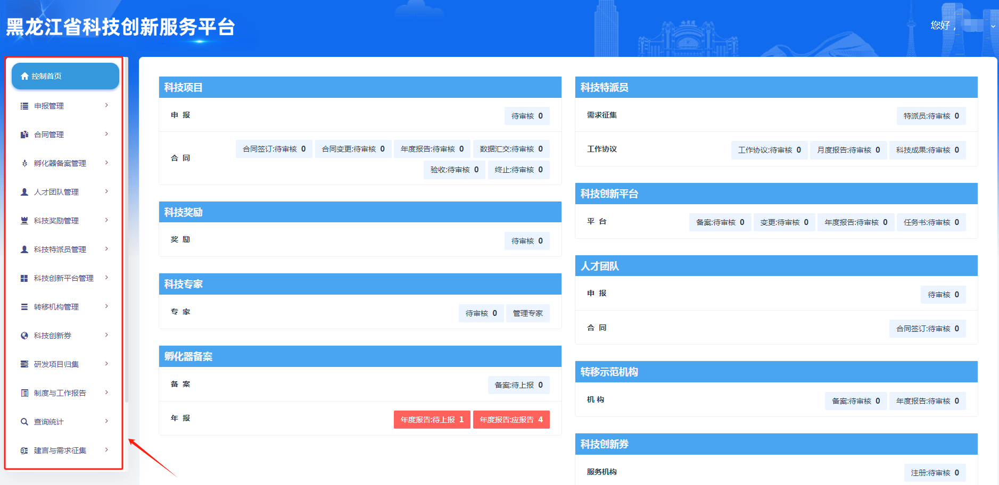 黑龙江省科技创新服务平台
您好，
控制首页
申报管理
合同管理
孵化器备案管理
人才团队管理
科技奖励管理
科技特派员管理
科技创新平台管理
转移机构管理
科技创新券
研发项目归集
制度与工作报告
查询统计
建言与需求征集
科技项目
申 报 待审核 0
合同签订:待审核 0 合同变更:待审核 0 年度报告:待审核 0 数据汇交:待审核 0
合 同
验收:待审核 0 终止:待审核 0
科技奖励
奖 励 待审核 0
科技专家
专 家 待审核 0 管理专家
孵化器备案
备 案 备案:待上报 0
年 报 年度报告:待上报 1 年度报告:应报告 4
科技特派员
需求征集 特派员:待审核 0
工作协议 工作协议:待审核 0 月度报告:待审核 0 科技成果:待审核 0
科技创新平台
平 台 备案:待审核 0 变更:待审核 0 年度报告:待审核 0 任务书:待审核 0
人才团队
申 报 待审核 0
合 同 合同签订:待审核 0
转移示范机构
机 构 备案:待审核 0 年度报告:待审核 0
科技创新券
服务机构 注册:待审核 0